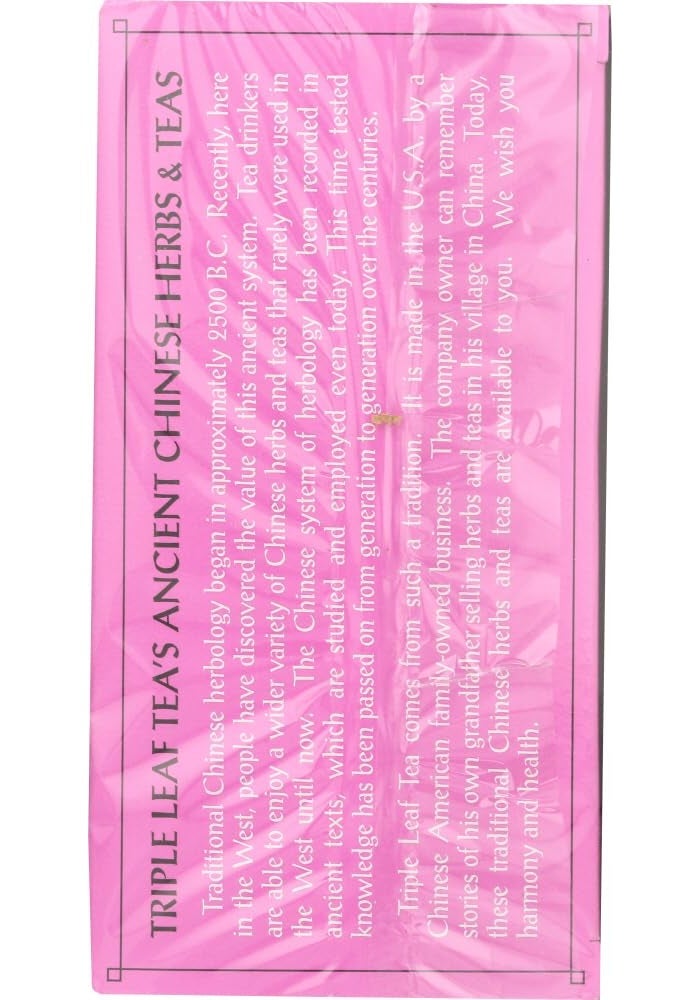 TRIPLE LEAF TEA'S ANCIENT CHINESE HERBS & TEAS
Traditional Chinese herbology began in approximately 2500 B.C. Recently, here
in the West, people have discovered the value of this ancient system. Tea drinkers
are able to enjoy a wider variety of Chinese herbs and teas that rarely were used in
the West until now. The Chinese system of herbology has been recorded in
ancient texts, which are studied and employed even today. This time tested
knowledge has been passed on from generation to generation over the centuries.
Triple Leaf Tea comes from such a tradition. It is made in the U.S.A. by a
Chinese American family-owned business. The company owner can remember
stories of his own grandfather selling herbs and teas in his village in China. Today,
these traditional Chinese herbs and teas are available to you. We wish you
harmony and health.